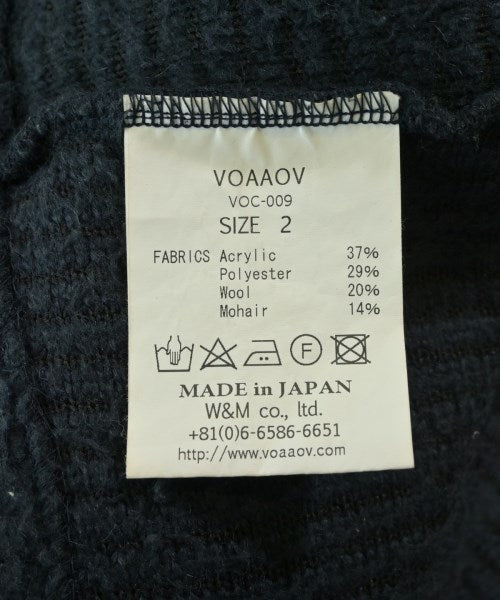 VOAAOV
VOC-009
SIZE 2
FABRICS Acrylic 37%
Polyester 29%
Wool 20%
Mohair 14%
F
MADE in JAPAN
W&M co., ltd.
+81(0)6-6586-6651
http://www.voaaov.com